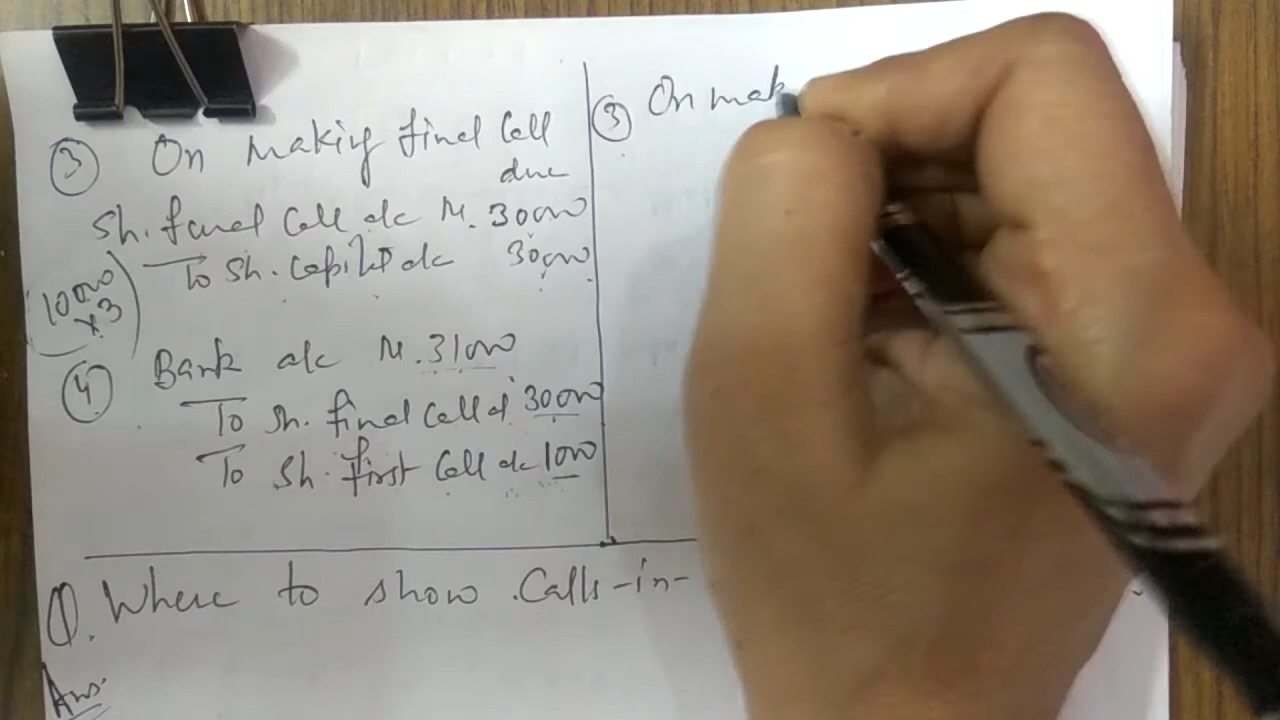 ③ On Making final Call
due
Sh. final Call a/c Dr. 30000
To Sh. Capital a/c 30000
(10000
×3)
④ Bank a/c Dr. 31000
To Sh. final Call a/c 30000
To Sh. first Call a/c 1000
③ On mak
Q. Where to show Calls-in-
Ans.